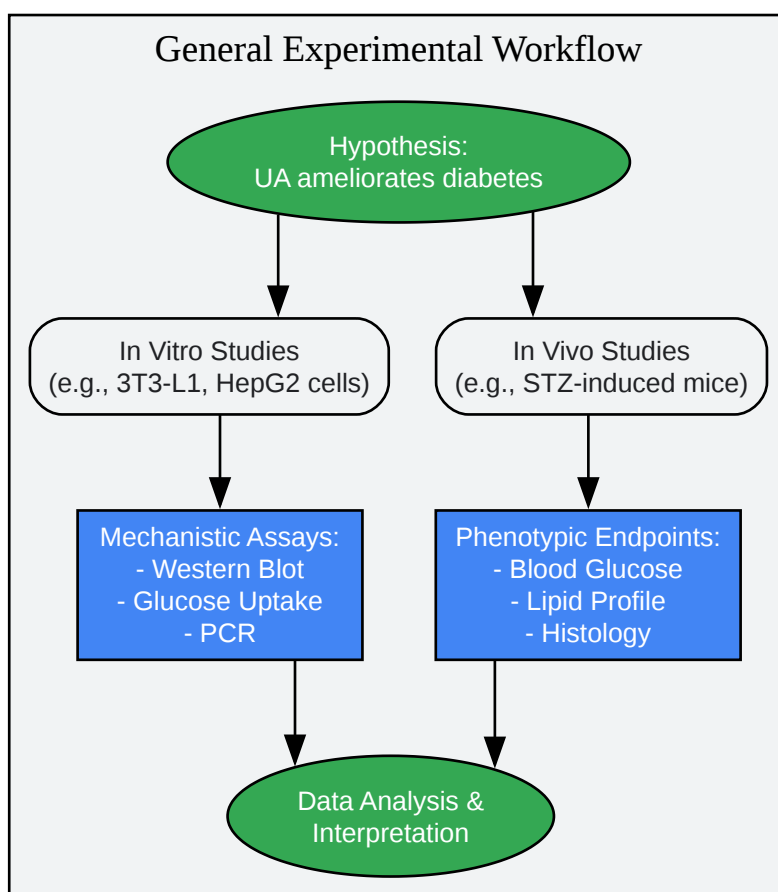 General Experimental Workflow
Hypothesis:
UA ameliorates diabetes
In Vitro Studies
(e.g., 3T3-L1, HepG2 cells)
In Vivo Studies
(e.g., STZ-induced mice)
Mechanistic Assays:
- Western Blot
- Glucose Uptake
- PCR
Phenotypic Endpoints:
- Blood Glucose
- Lipid Profile
- Histology
Data Analysis &
Interpretation